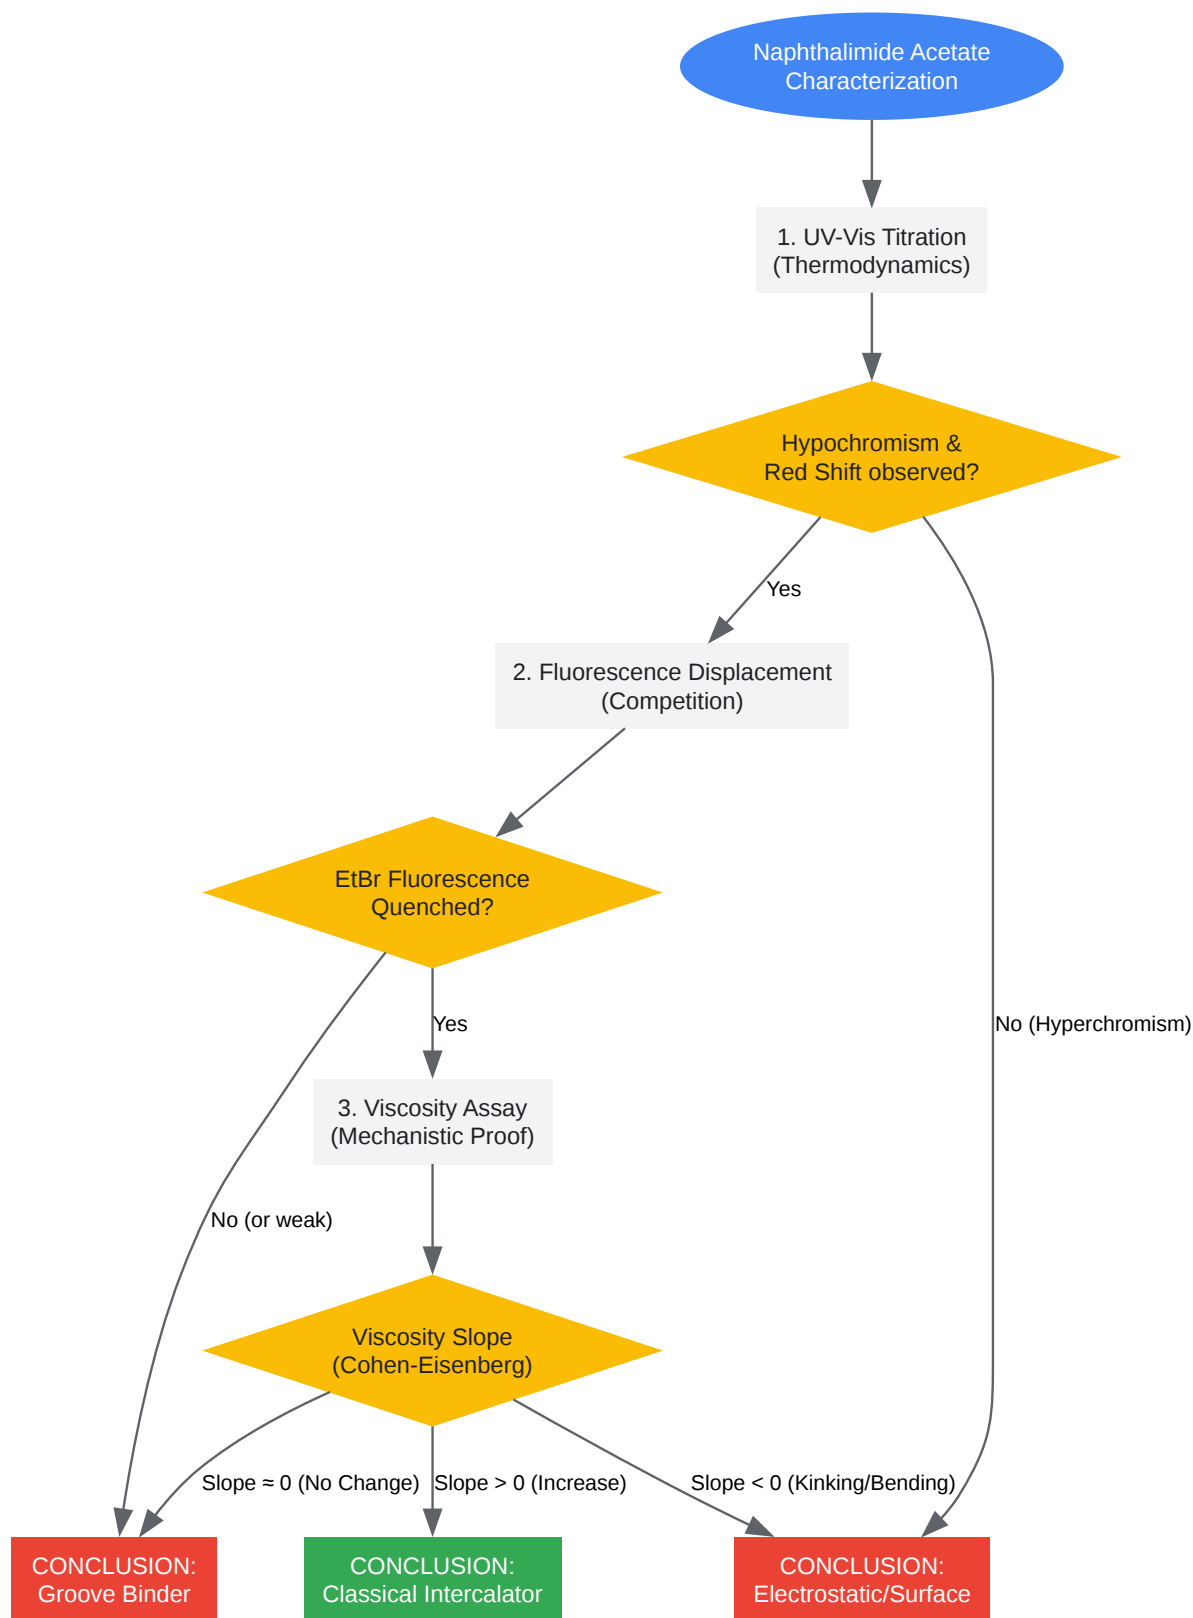 Naphthalimide Acetate
Characterization
1. UV-Vis Titration
(Thermodynamics)
Hypochromism &
Red Shift observed?
Yes
2. Fluorescence Displacement
(Competition)
EtBr Fluorescence
Quenched?
Yes
No (Hyperchromism)
3. Viscosity Assay
(Mechanistic Proof)
No (or weak)
Viscosity Slope
(Cohen-Eisenberg)
Slope ≈ 0 (No Change)
Slope > 0 (Increase)
Slope < 0 (Kinking/Bending)
CONCLUSION:
Groove Binder
CONCLUSION:
Classical Intercalator
CONCLUSION:
Electrostatic/Surface